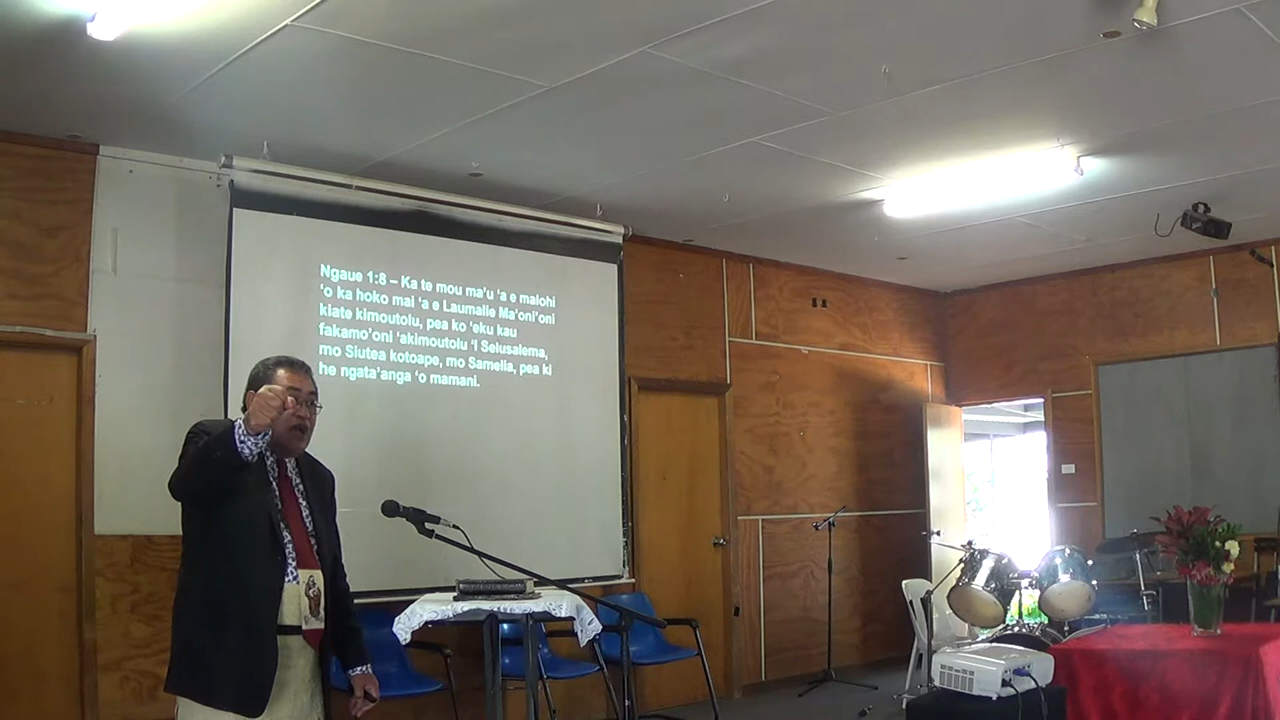 Ngaue 1:8 – Ka te mou ma'u 'a e malohi
'o ka hoko mai 'a e Laumalie Ma'oni'oni
kiate kimoutolu, pea ko 'eku kau
fakamo'oni 'akimoutolu 'i Selusalema,
mo Siutea kotoape, mo Samelia, pea ki
he ngata'anga 'o mamani.